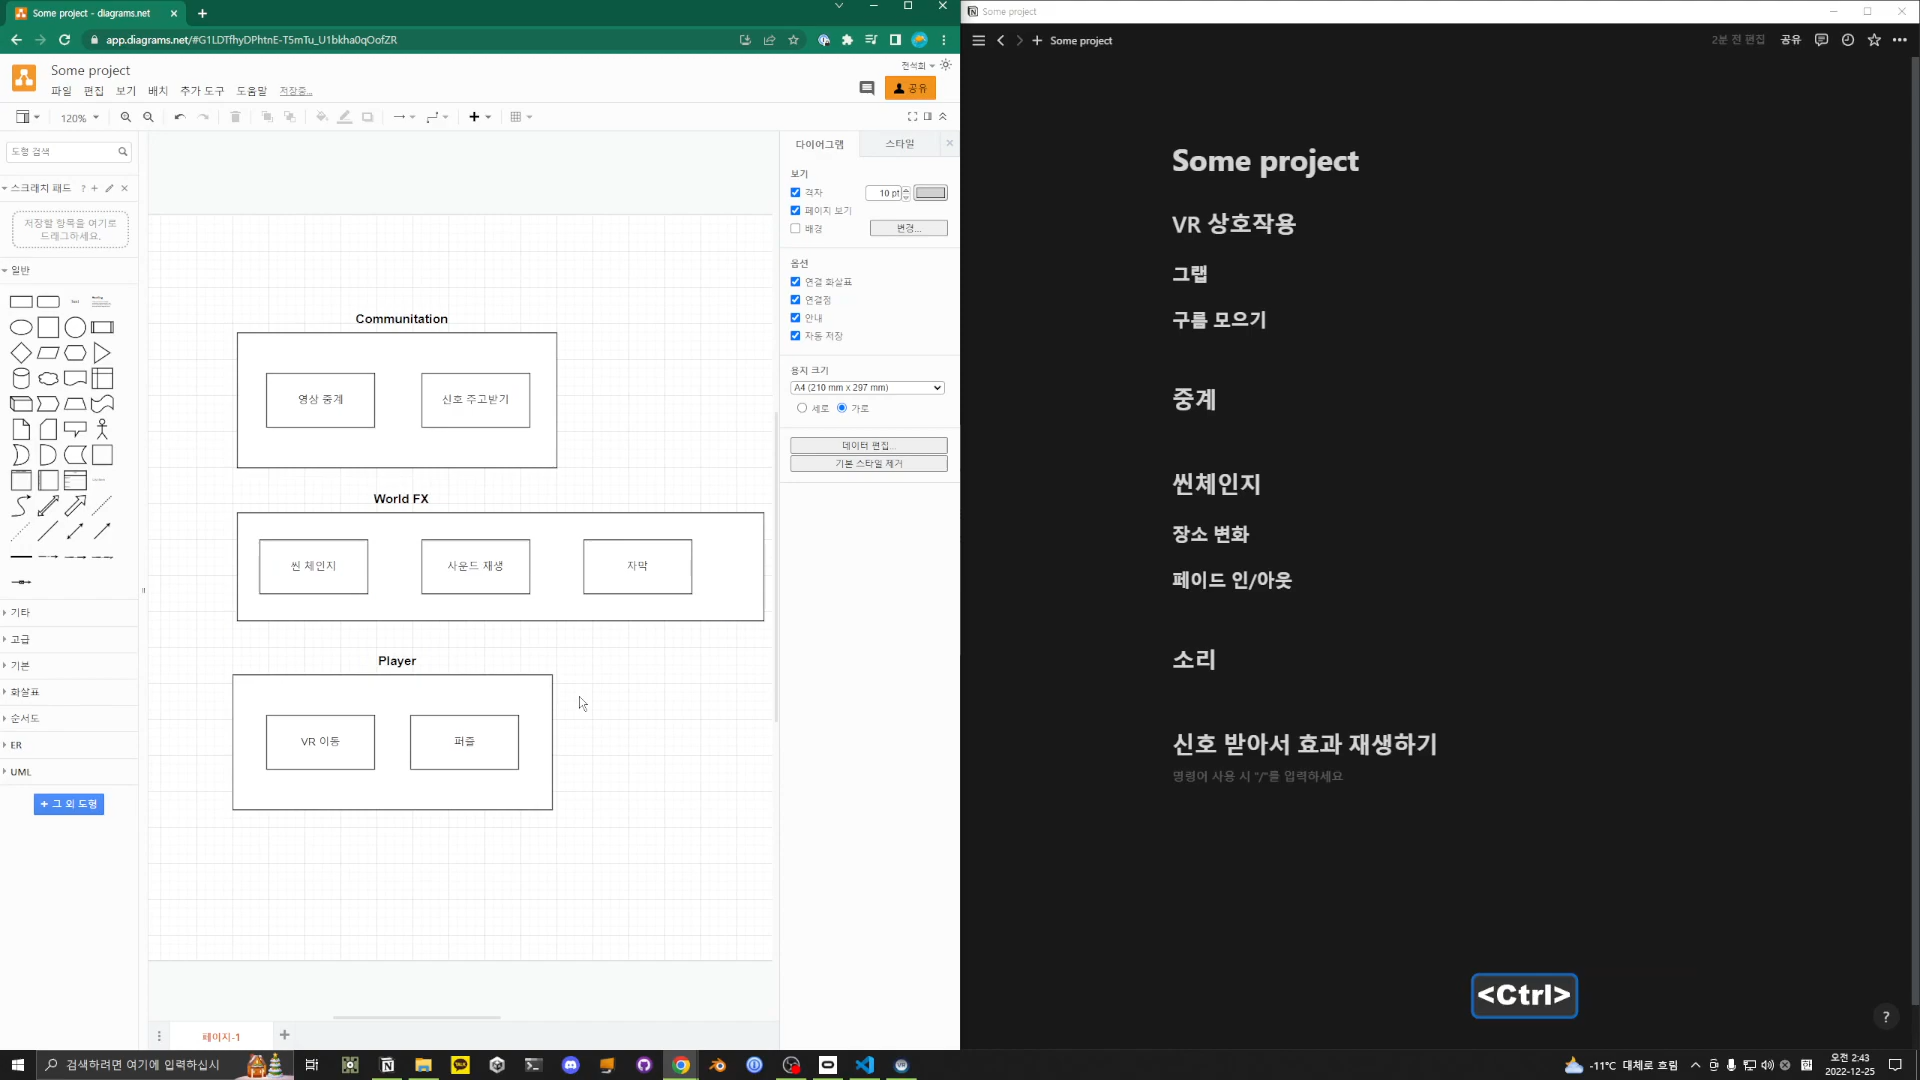 Some project - diagrams.net
app.diagrams.net/#G1LDTfhyDPhtnE-T5mTu_U1bkha0qOofZR
Some project
전석희
파일 편집 보기 배치 추가 도구 도움말 저장중...
공유
120%
도형 검색
스크래치 패드
저장할 항목을 여기로
드래그하세요.
일반
Text
Heading
기타
고급
기본
화살표
순서도
ER
UML
+ 그 외 도형
Communitation
영상 중계
신호 주고받기
World FX
씬 체인지
사운드 재생
자막
Player
VR 이동
퍼즐
페이지-1
다이어그램
스타일
보기
격자
10 pt
페이지 보기
배경
변경...
옵션
연결 화살표
연결점
안내
자동 저장
용지 크기
A4 (210 mm x 297 mm)
세로
가로
데이터 편집...
기본 스타일 제거
Some project
Some project
2분 전 편집
공유
Some project
VR 상호작용
그랩
구름 모으기
중계
씬체인지
장소 변화
페이드 인/아웃
소리
신호 받아서 효과 재생하기
명령어 사용 시 "/"를 입력하세요
<Ctrl>
?
검색하려면 여기에 입력하십시
TALK
-11°C 대체로 흐림
오전 2:43
2022-12-25